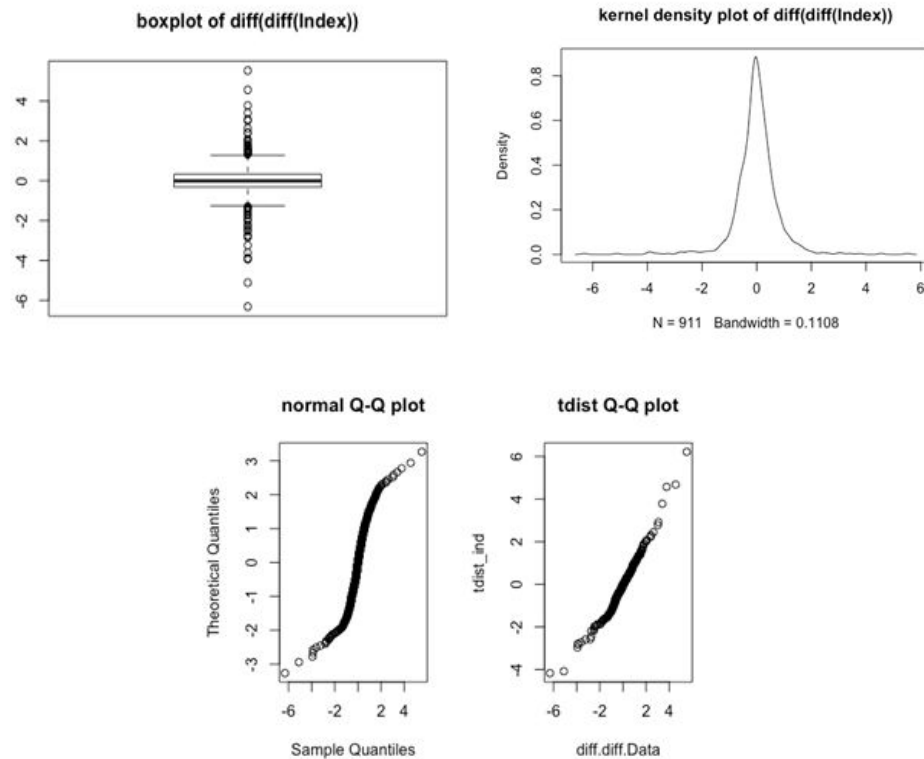 boxplot of diff(diff(Index))
4
2
0
-2
-4
-6
kernel density plot of diff(diff(Index))
Density
0.8
0.6
0.4
0.2
0.0
-6 -4 -2 0 2 4 6
N = 911 Bandwidth = 0.1108
normal Q-Q plot
Theoretical Quantiles
3
2
1
0
-1
-2
-3
-6 -2 2 4
Sample Quantiles
tdist Q-Q plot
tdist_ind
6
4
2
0
-2
-4
-6 -2 2 4
diff.diff.Data